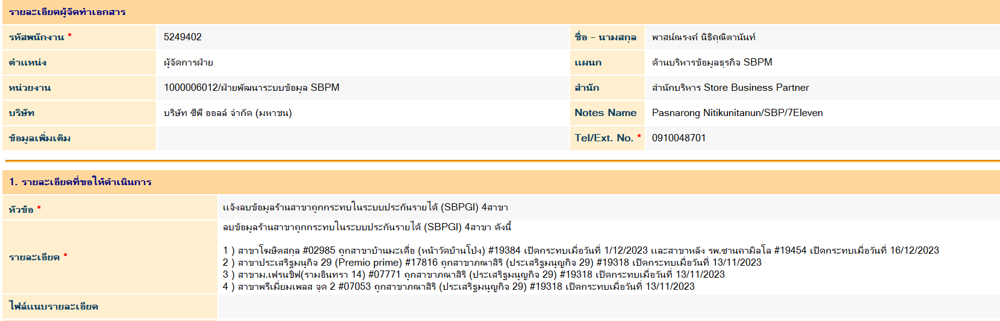 รายละเอียดผู้จัดทำเอกสาร
รหัสพนักงาน * 5249402 ชื่อ - นามสกุล พาสน์ณรงค์ นิธิคุณิตานันท์
ตำแหน่ง ผู้จัดการฝ่าย แผนก ด้านบริหารข้อมูลธุรกิจ SBPM
หน่วยงาน 1000006012/ฝ่ายพัฒนาระบบข้อมูล SBPM สำนัก สำนักบริหาร Store Business Partner
บริษัท บริษัท ซีพี ออลล์ จำกัด (มหาชน) Notes Name Pasnarong Nitikunitanun/SBP/7Eleven
ข้อมูลเพิ่มเติม Tel/Ext. No. * 0910048701
1. รายละเอียดที่ขอให้ดำเนินการ
หัวข้อ * แจ้งลบข้อมูลร้านสาขาถูกกระทบในระบบประกันรายได้ (SBPGI) 4สาขา
รายละเอียด * ลบข้อมูลร้านสาขาถูกกระทบในระบบประกันรายได้ (SBPGI) 4สาขา ดังนี้
1 ) สาขาโฆษิตสกุล #02985 ถูกสาขาบ้านมะเดื่อ (หน้าวัดบ้านโป่ง) #19384 เปิดกระทบเมื่อวันที่ 1/12/2023 และสาขาหลัง รพ.ซานคามิลโล #19454 เปิดกระทบเมื่อวันที่ 16/12/2023
2 ) สาขาประเสริฐมนูกิจ 29 (Premio prime) #17816 ถูกสาขาภณาสิริ (ประเสริฐมนูญกิจ 29) #19318 เปิดกระทบเมื่อวันที่ 13/11/2023
3 ) สาขาม.เฟรนชิฟ(รามอินทรา 14) #07771 ถูกสาขาภณาสิริ (ประเสริฐมนูญกิจ 29) #19318 เปิดกระทบเมื่อวันที่ 13/11/2023
4 ) สาขาพรีเมี่ยมเพลส จุด 2 #07053 ถูกสาขาภณาสิริ (ประเสริฐมนูญกิจ 29) #19318 เปิดกระทบเมื่อวันที่ 13/11/2023
ไฟล์แนบรายละเอียด